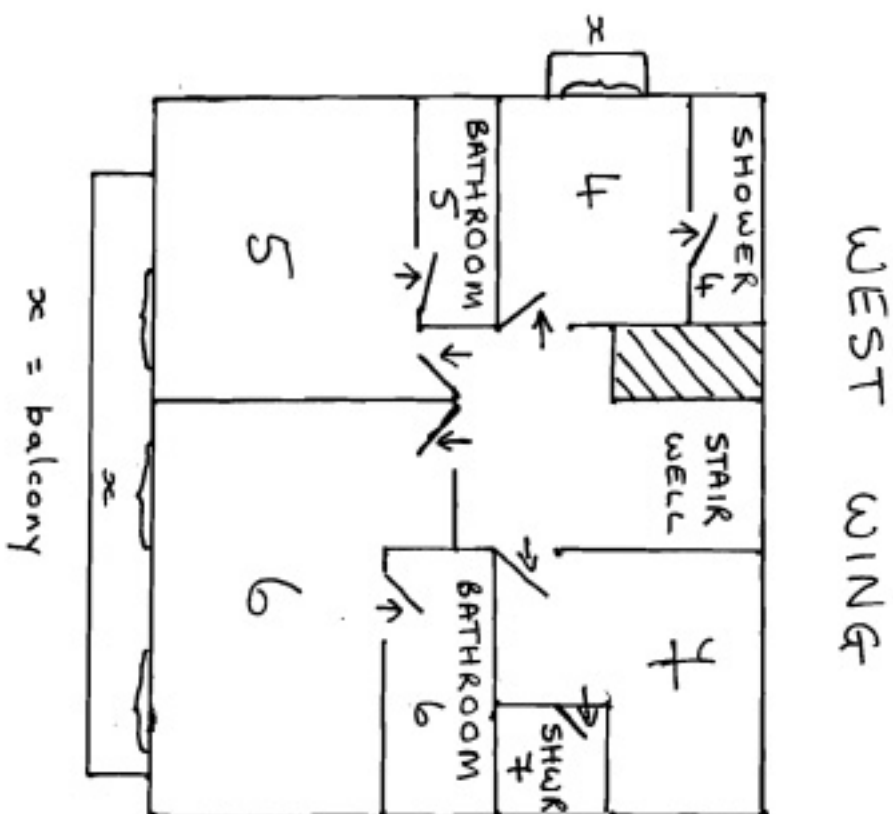 WEST WING
SHOWER
4
STAIR
WELL
7
x
4
SHWR
7
BATHROOM
5
BATHROOM
6
5
6
x
x = balcony